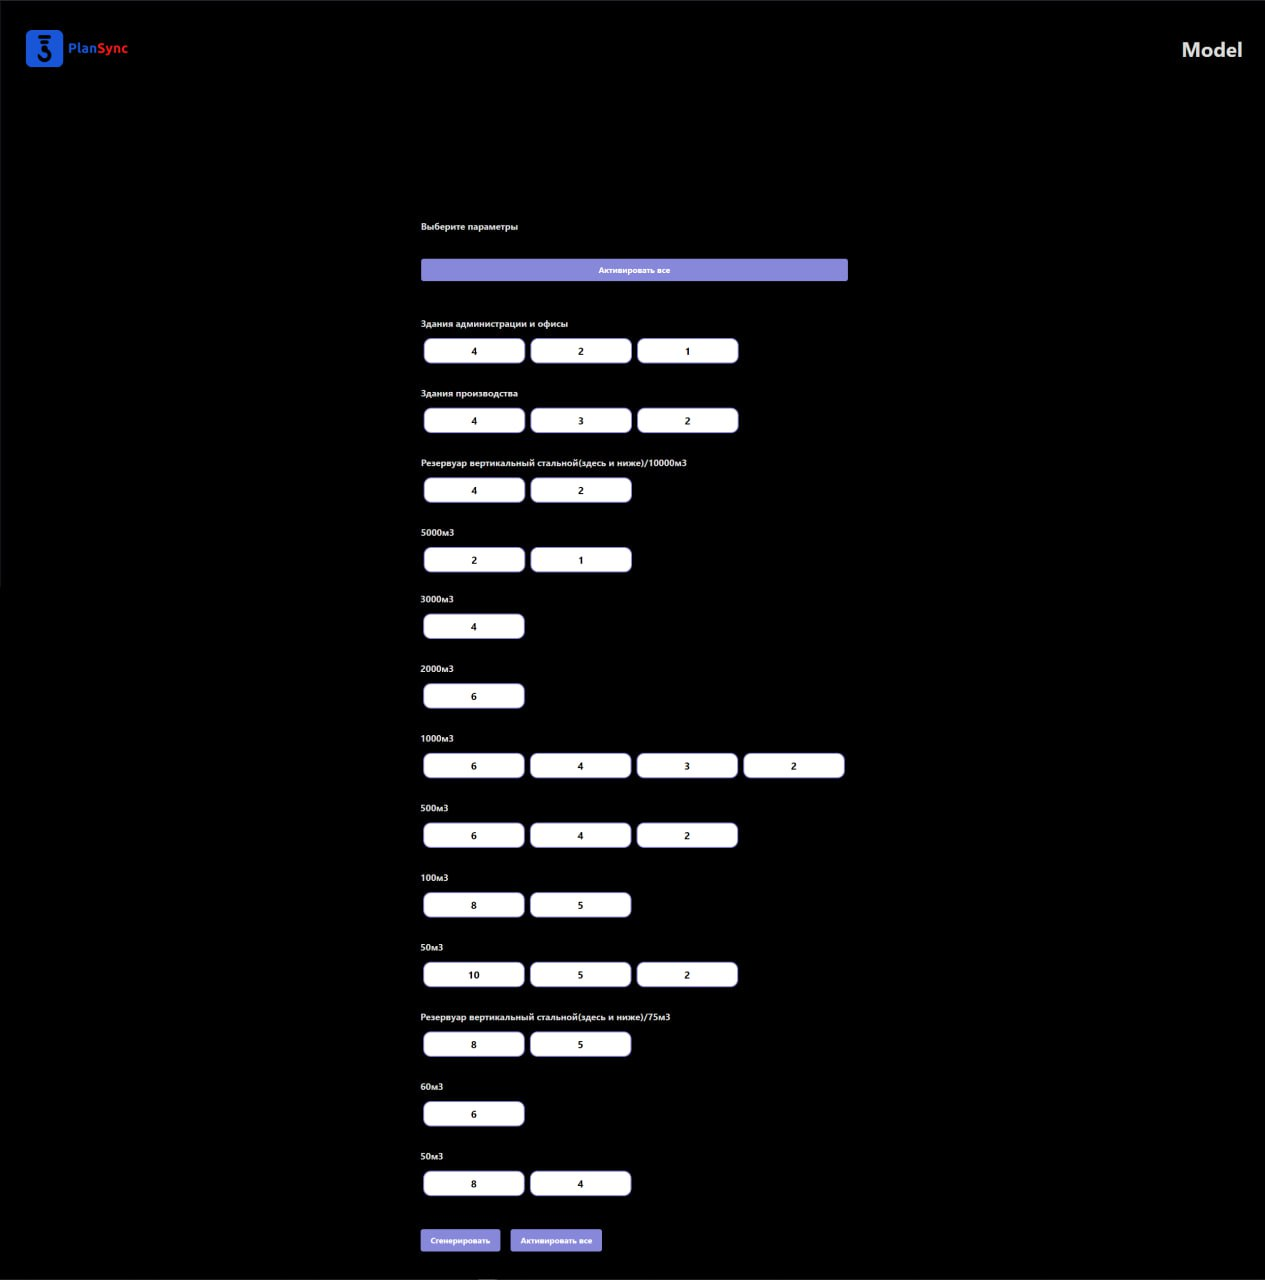 PlanSync
Model
Выберите параметры
Активировать все
Здания администрации и офисы
4 2 1
Здания производства
4 3 2
Резервуар вертикальный стальной(здесь и ниже)/10000м3
4 2
5000м3
2 1
3000м3
4
2000м3
6
1000м3
6 4 3 2
500м3
6 4 2
100м3
8 5
50м3
10 5 2
Резервуар вертикальный стальной(здесь и ниже)/75м3
8 5
60м3
6
50м3
8 4
Сгенерировать Активировать все